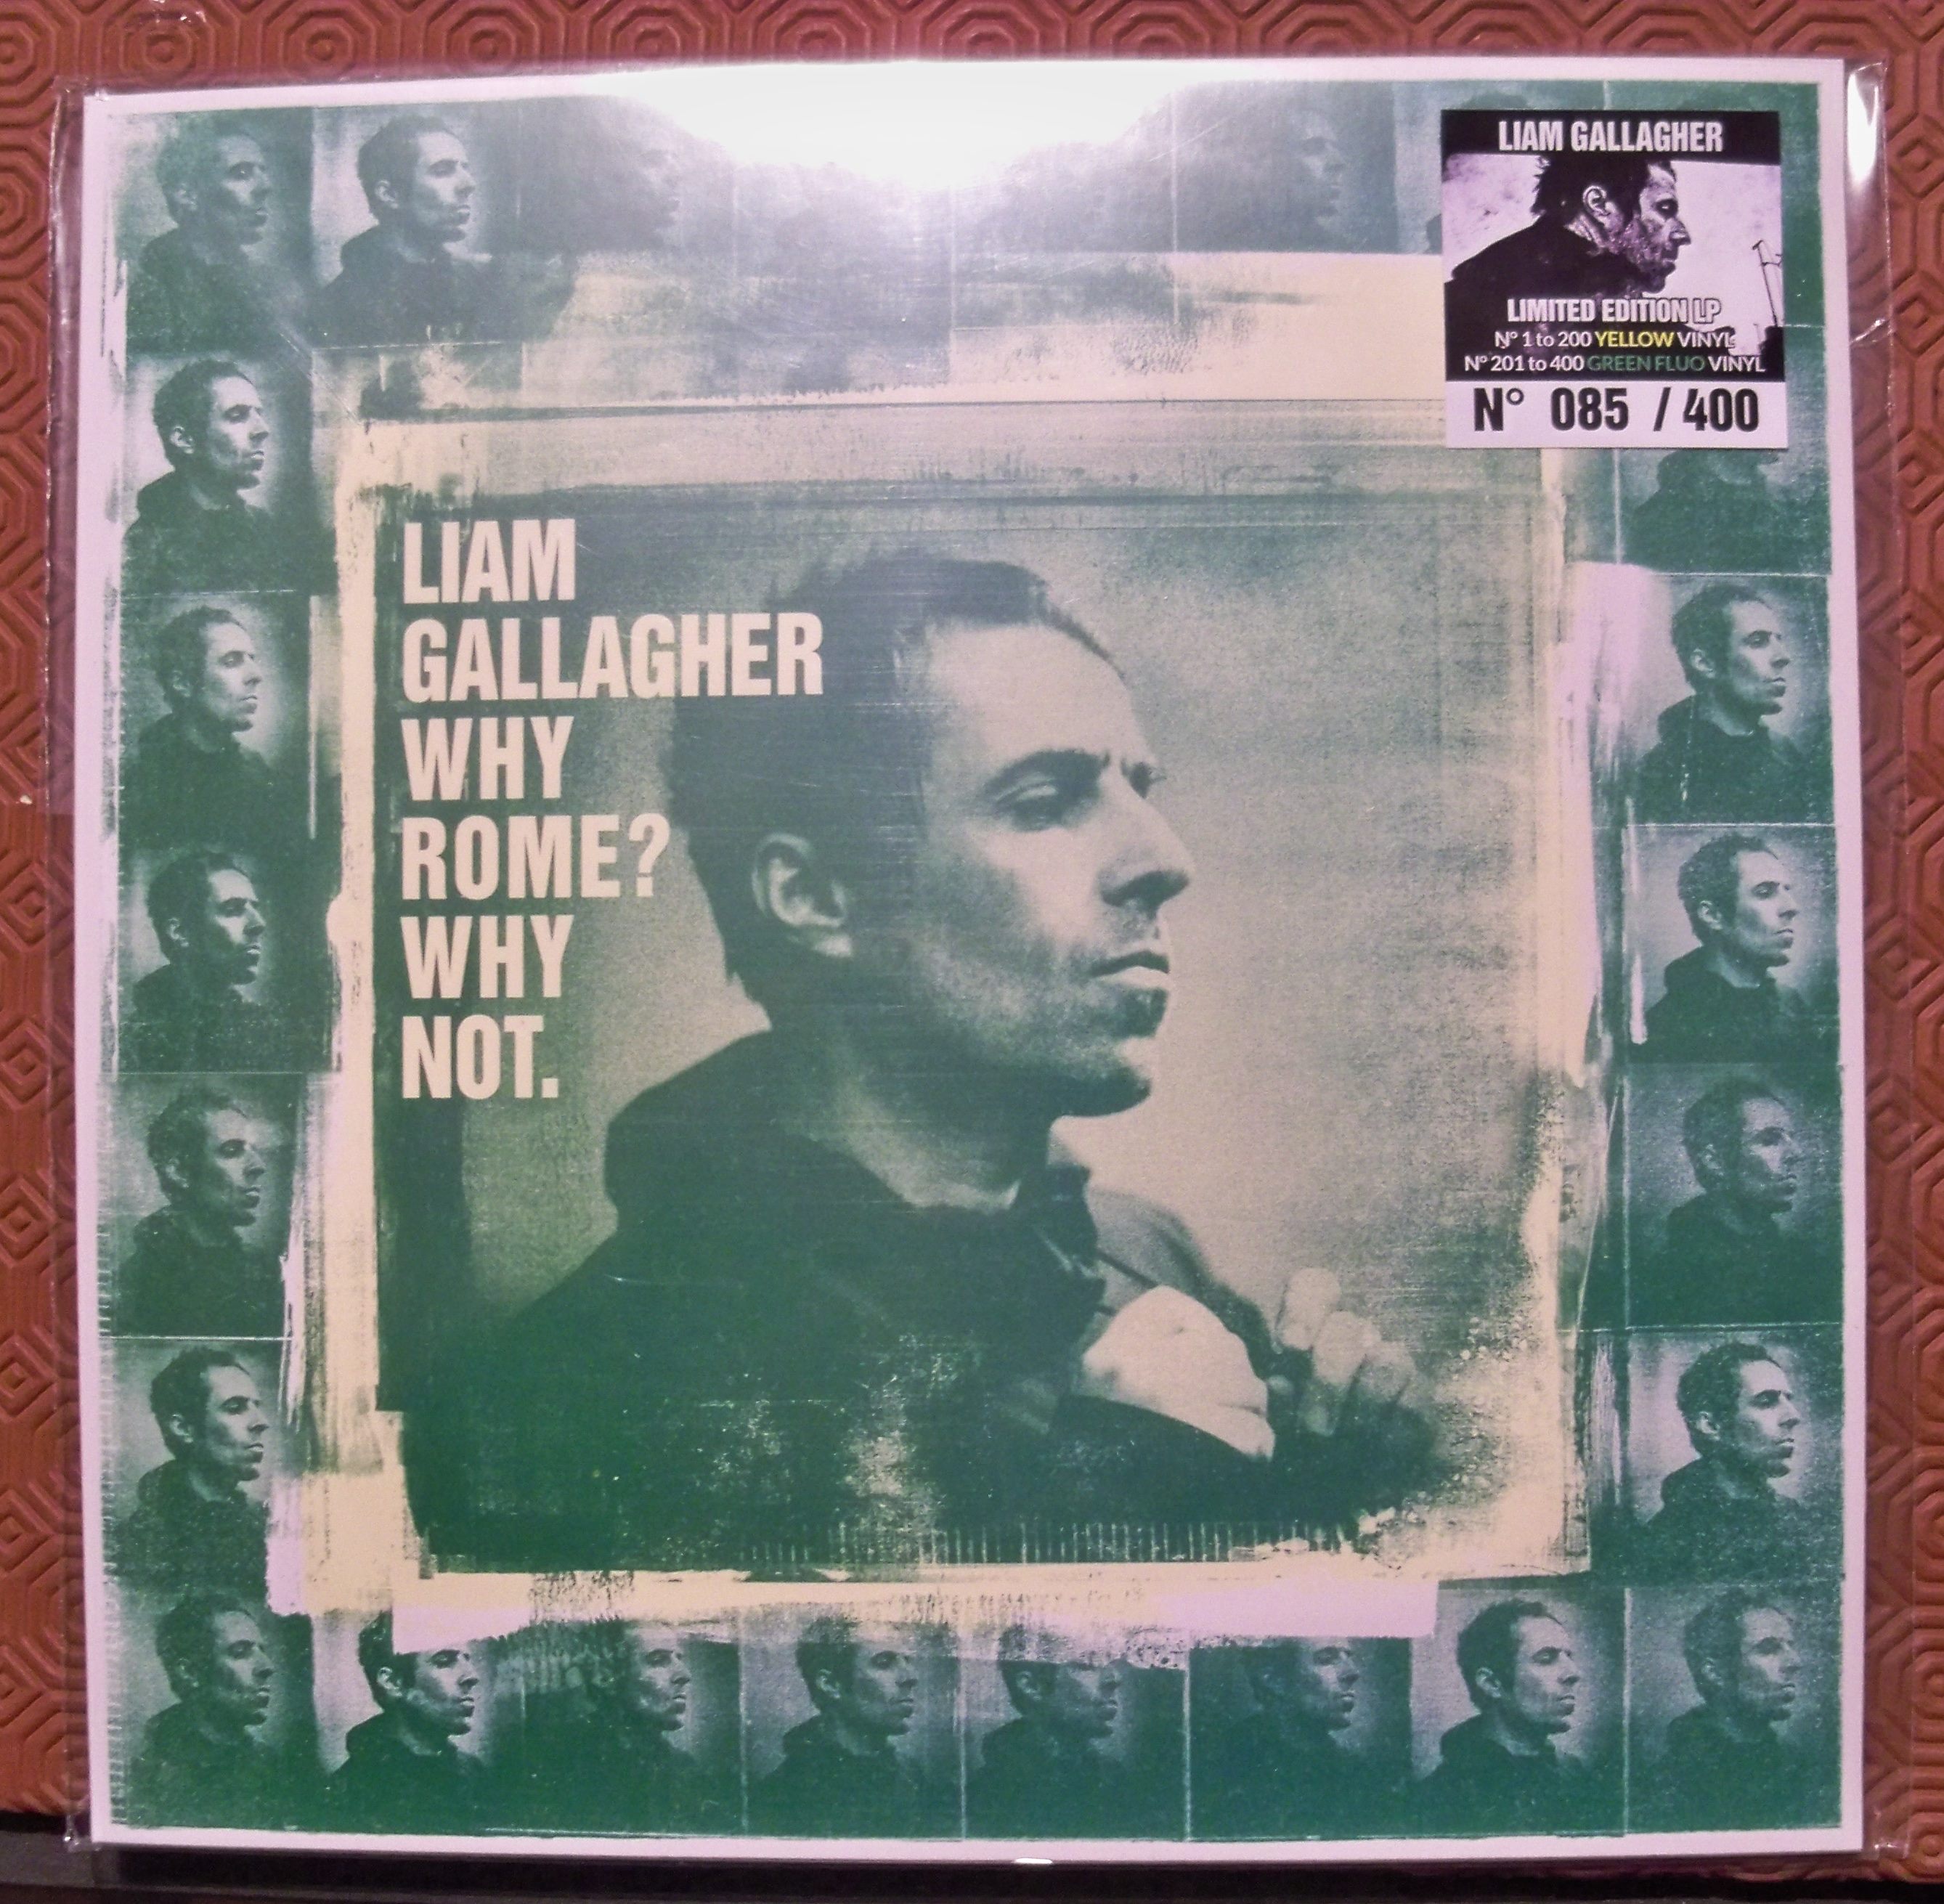 LIAM GALLAGHER
LIMITED EDITION LP
N° 1 to 200 YELLOW VINYL
N° 201 to 400 GREEN FLUO VINYL
N° 085 / 400
LIAM
GALLAGHER
WHY
ROME?
WHY
NOT.